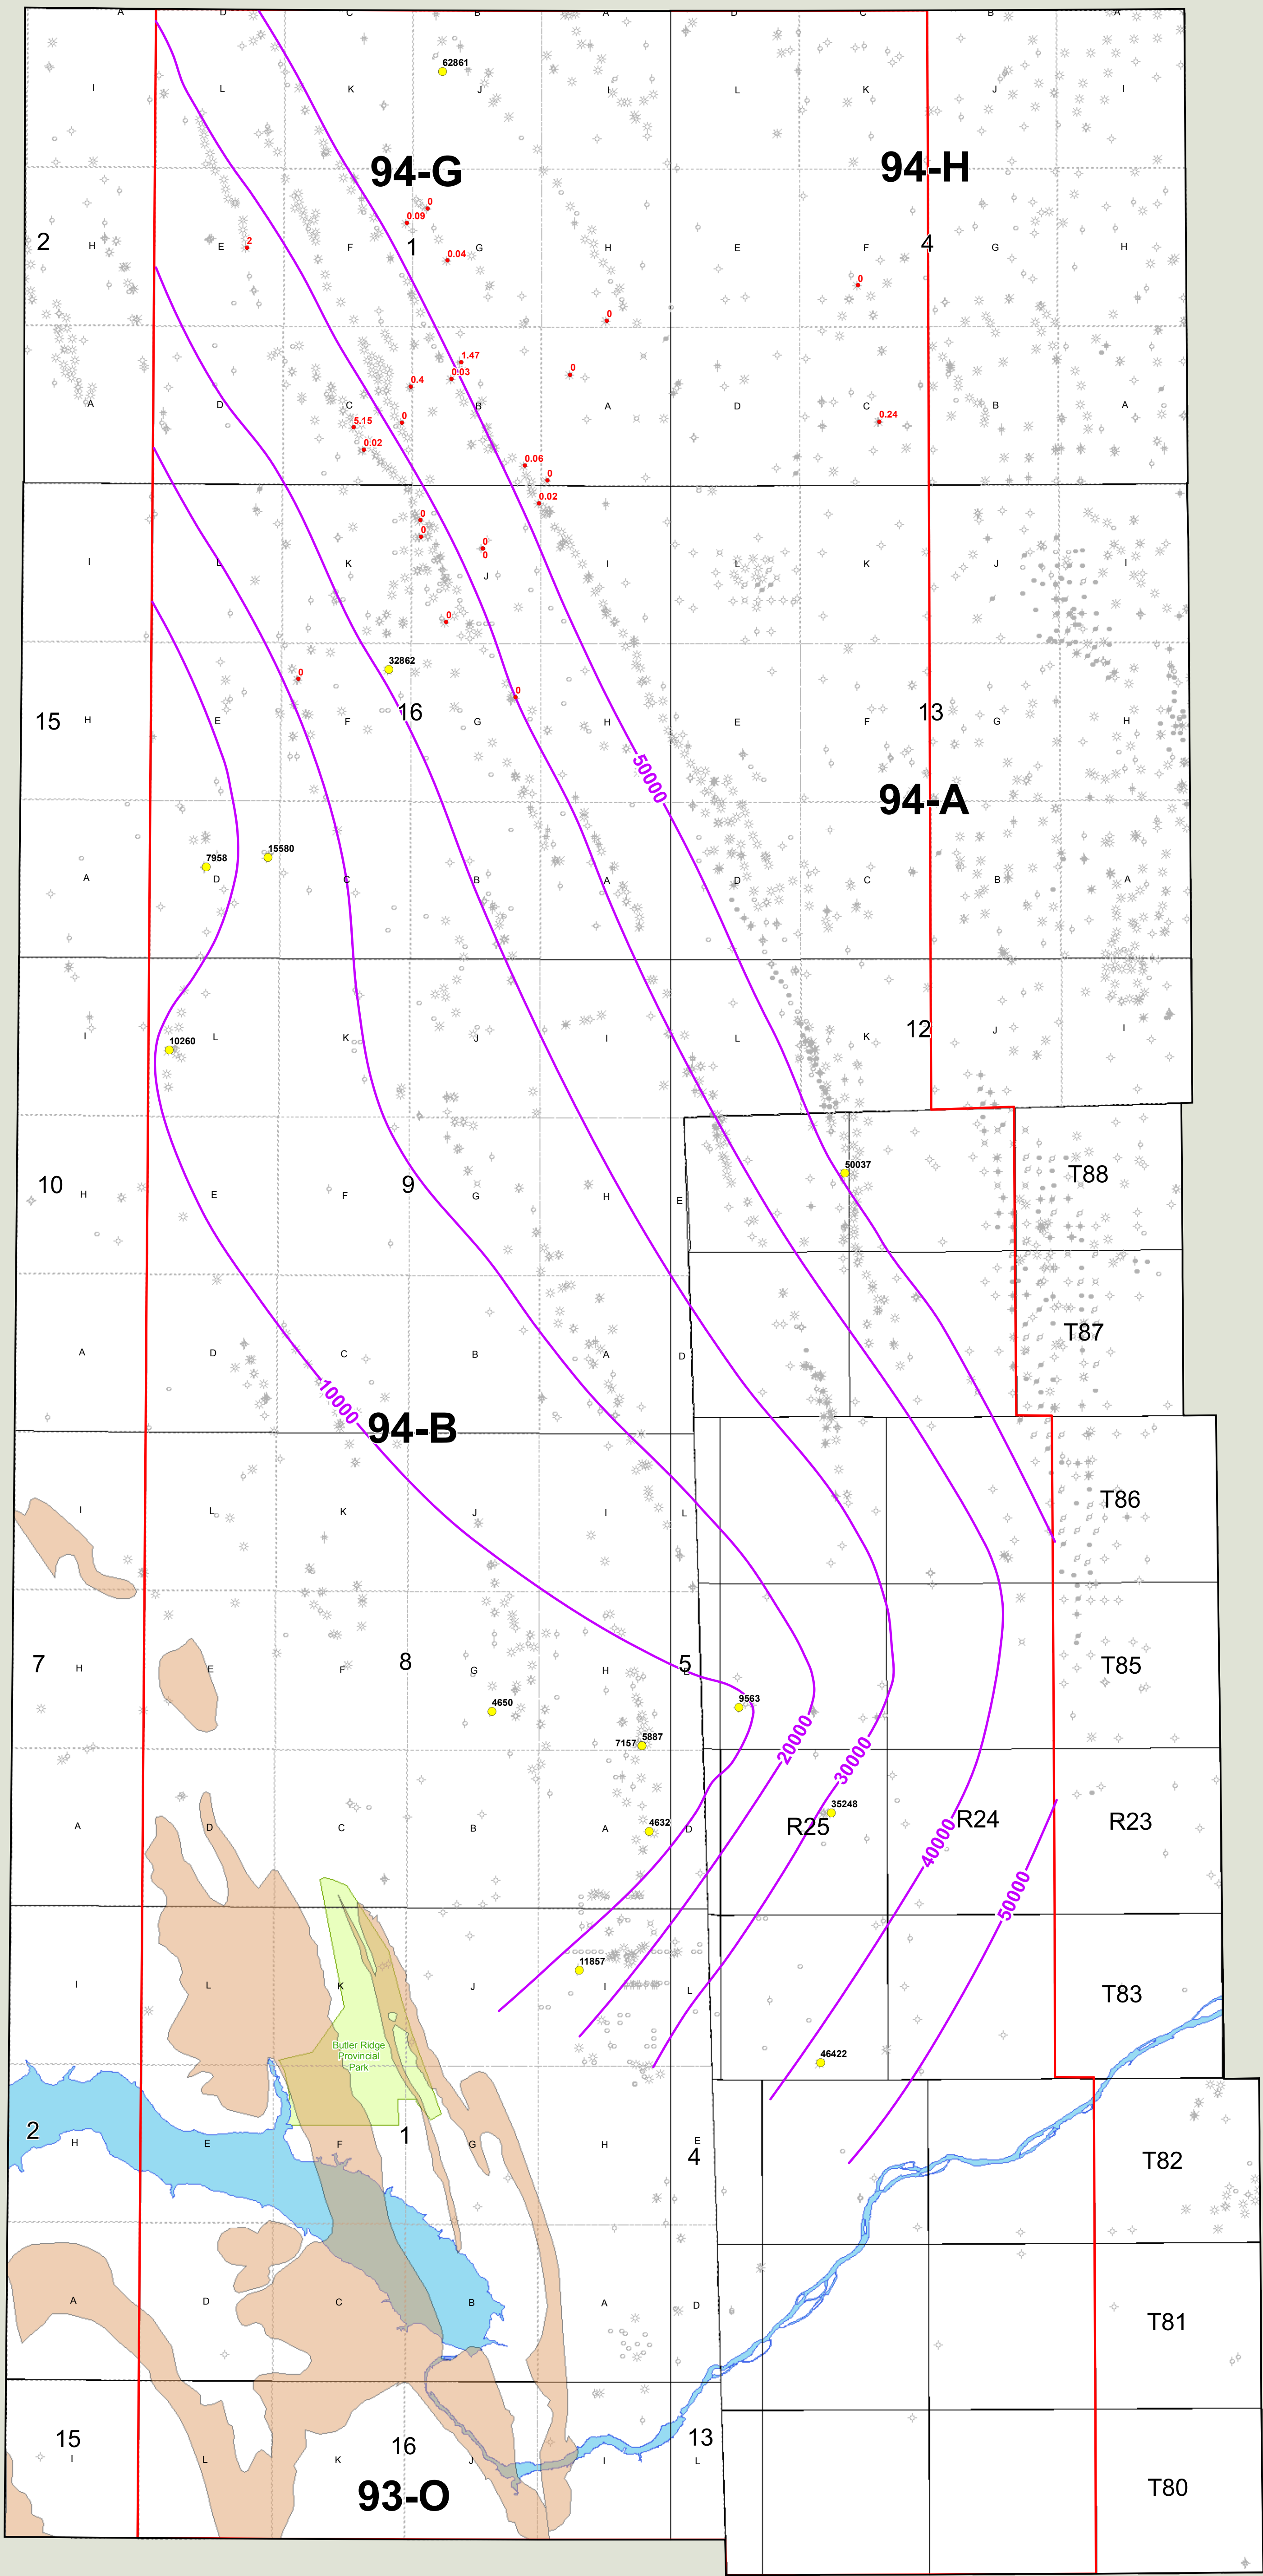 A D C B A D C B A
62861
I L K J I L K J I
94-G 94-H
0
0.09
2 H E 2 F 1 0.04 G H E F 4 G H
0
0
1.47
0.03
0
0.4
A D C B A D C B A
5.15 0 0.24
0.02
0.06
0
0.02
0
0
0
0
I L K J I L K J I
0
32862
0
0
15 H E F 16 G H E F 13 G H
50000
94-A
15580
7958
A D C B A D C B A
12
10260
I L K J I L K J I
50037
T88
10 H E F 9 G H E
T87
A D C B A D
10000
94-B
T86
I L K J I L
7 H E F 8 G H 5 E
T85
9563
4650
20000
7157 5887
30000
35248
A D C B A 4632 D R25 R24 R23
40000
50000
11857
I L K J I L
T83
Butler Ridge
Provincial
Park
46422
2 H E F 1 G H E
4
T82
A D C B A D
T81
15 I L K 16 J I L 13
93-O
T80